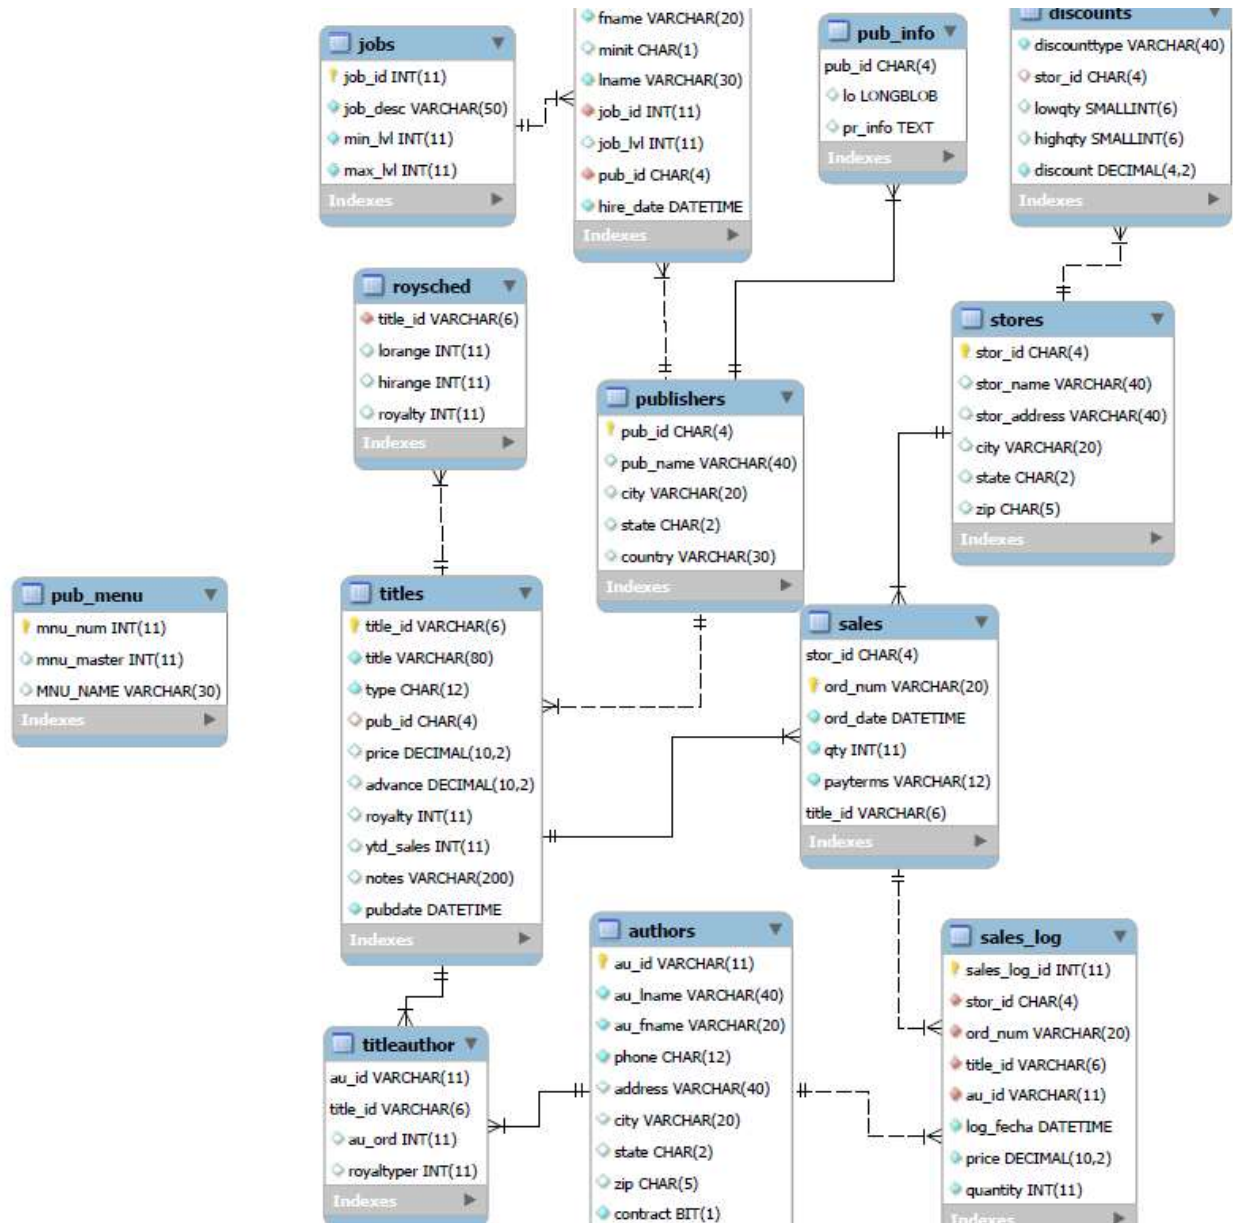 jobs
job_id INT(11)
job_desc VARCHAR(50)
min_lvl INT(11)
max_lvl INT(11)
Indexes
fname VARCHAR(20)
minit CHAR(1)
lname VARCHAR(30)
job_id INT(11)
job_lvl INT(11)
pub_id CHAR(4)
hire_date DATETIME
Indexes
pub_info
pub_id CHAR(4)
lo LONGBLOB
pr_info TEXT
Indexes
discounts
discounttype VARCHAR(40)
stor_id CHAR(4)
lowqty SMALLINT(6)
highqty SMALLINT(6)
discount DECIMAL(4,2)
Indexes
roysched
title_id VARCHAR(6)
lorange INT(11)
hirange INT(11)
royalty INT(11)
Indexes
publishers
pub_id CHAR(4)
pub_name VARCHAR(40)
city VARCHAR(20)
state CHAR(2)
country VARCHAR(30)
Indexes
stores
stor_id CHAR(4)
stor_name VARCHAR(40)
stor_address VARCHAR(40)
city VARCHAR(20)
state CHAR(2)
zip CHAR(5)
Indexes
pub_menu
mnu_num INT(11)
mnu_master INT(11)
MNU_NAME VARCHAR(30)
Indexes
titles
title_id VARCHAR(6)
title VARCHAR(80)
type CHAR(12)
pub_id CHAR(4)
price DECIMAL(10,2)
advance DECIMAL(10,2)
royalty INT(11)
ytd_sales INT(11)
notes VARCHAR(200)
pubdate DATETIME
Indexes
sales
stor_id CHAR(4)
ord_num VARCHAR(20)
ord_date DATETIME
qty INT(11)
payterms VARCHAR(12)
title_id VARCHAR(6)
Indexes
titleauthor
au_id VARCHAR(11)
title_id VARCHAR(6)
au_ord INT(11)
royaltyper INT(11)
Indexes
authors
au_id VARCHAR(11)
au_lname VARCHAR(40)
au_fname VARCHAR(20)
phone CHAR(12)
address VARCHAR(40)
city VARCHAR(20)
state CHAR(2)
zip CHAR(5)
contract BIT(1)
sales_log
sales_log_id INT(11)
stor_id CHAR(4)
ord_num VARCHAR(20)
title_id VARCHAR(6)
au_id VARCHAR(11)
log_fecha DATETIME
price DECIMAL(10,2)
quantity INT(11)
Indexes